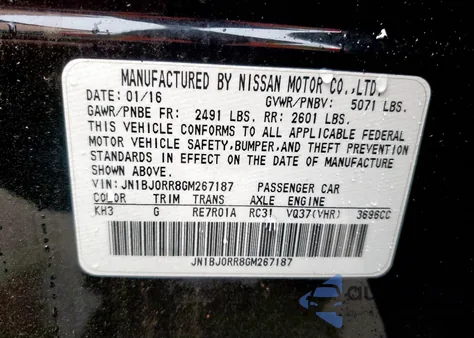 MANUFACTURED BY NISSAN MOTOR CO.,LTD.
DATE: 01/16 GVWR/PNBV: 5071 LBS.
GAWR/PNBE FR: 2491 LBS. RR: 2601 LBS.
THIS VEHICLE CONFORMS TO ALL APPLICABLE FEDERAL
MOTOR VEHICLE SAFETY,BUMPER,AND THEFT PREVENTION
STANDARDS IN EFFECT ON THE DATE OF MANUFACTURE
SHOWN ABOVE.
VIN: JN1BJ0RR8GM267187 PASSENGER CAR
COLOR TRIM TRANS AXLE ENGINE
KH3 G RE7R01A RC31 VQ37(VHR) 3696CC
JN1BJ0RR8GM267187